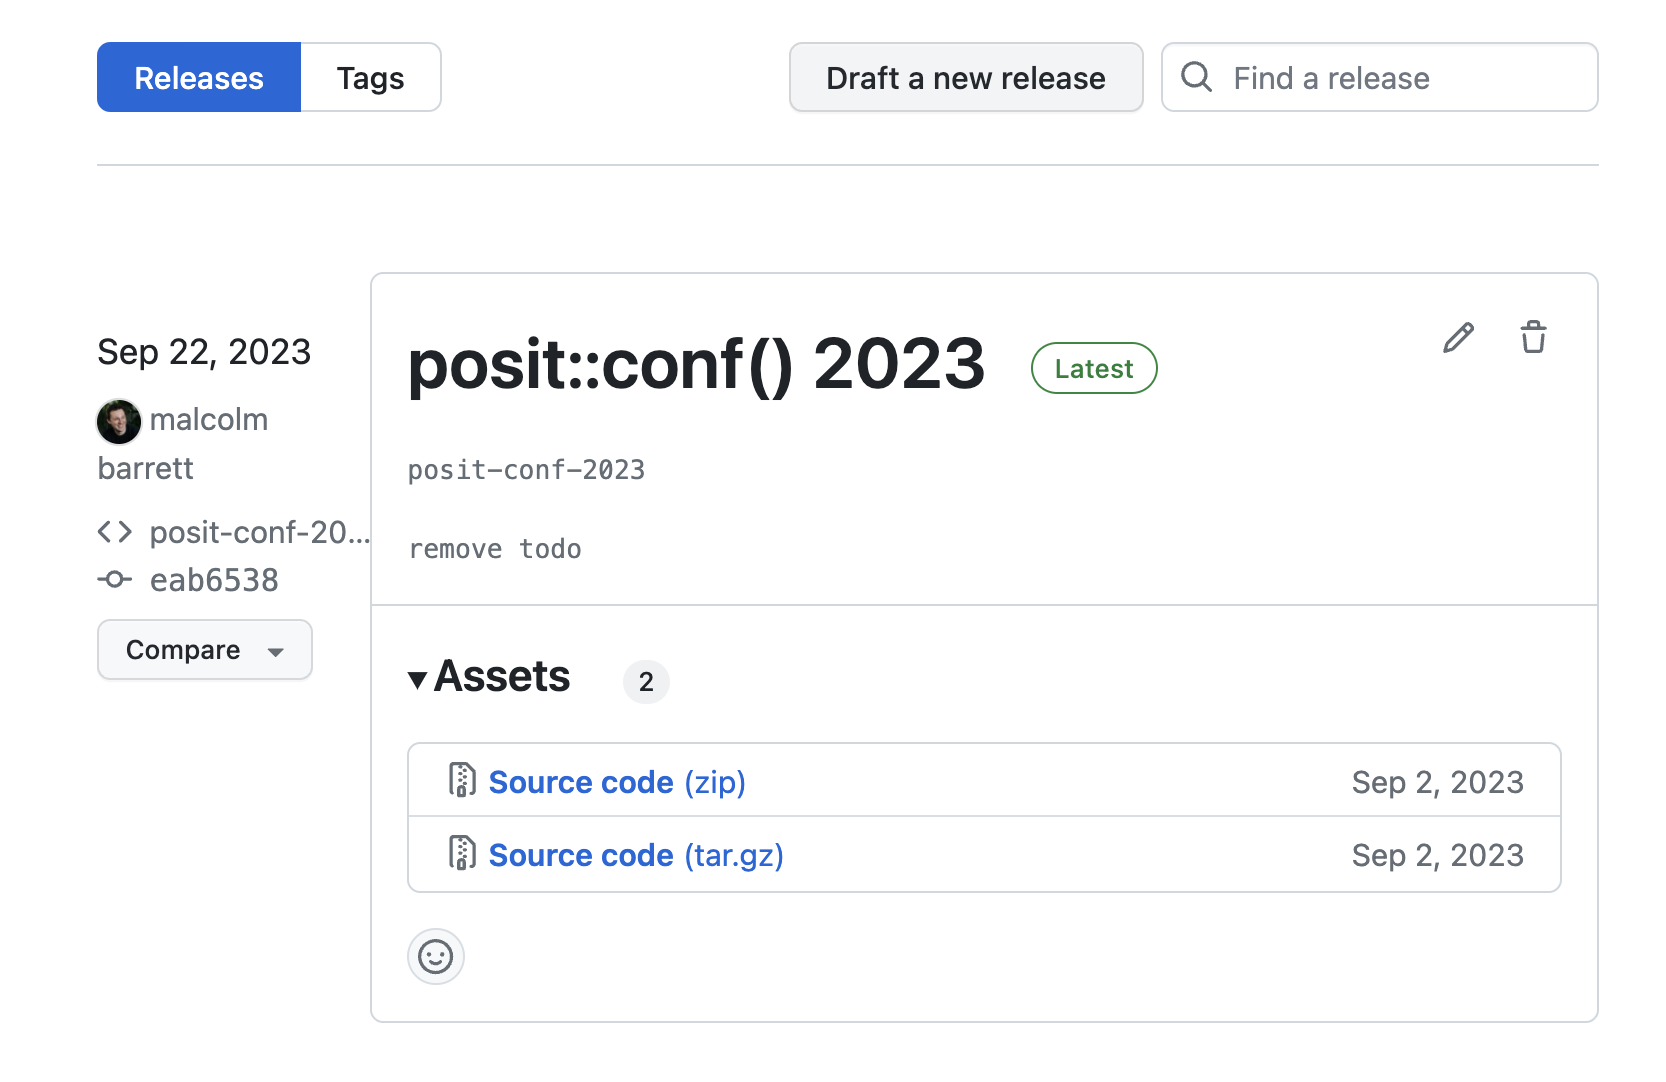 Releases Tags Draft a new release Find a release
Sep 22, 2023
malcolm
barrett
posit-conf-20...
eab6538
Compare
posit::conf() 2023 Latest
posit-conf-2023
remove todo
Assets 2
Source code (zip) Sep 2, 2023
Source code (tar.gz) Sep 2, 2023